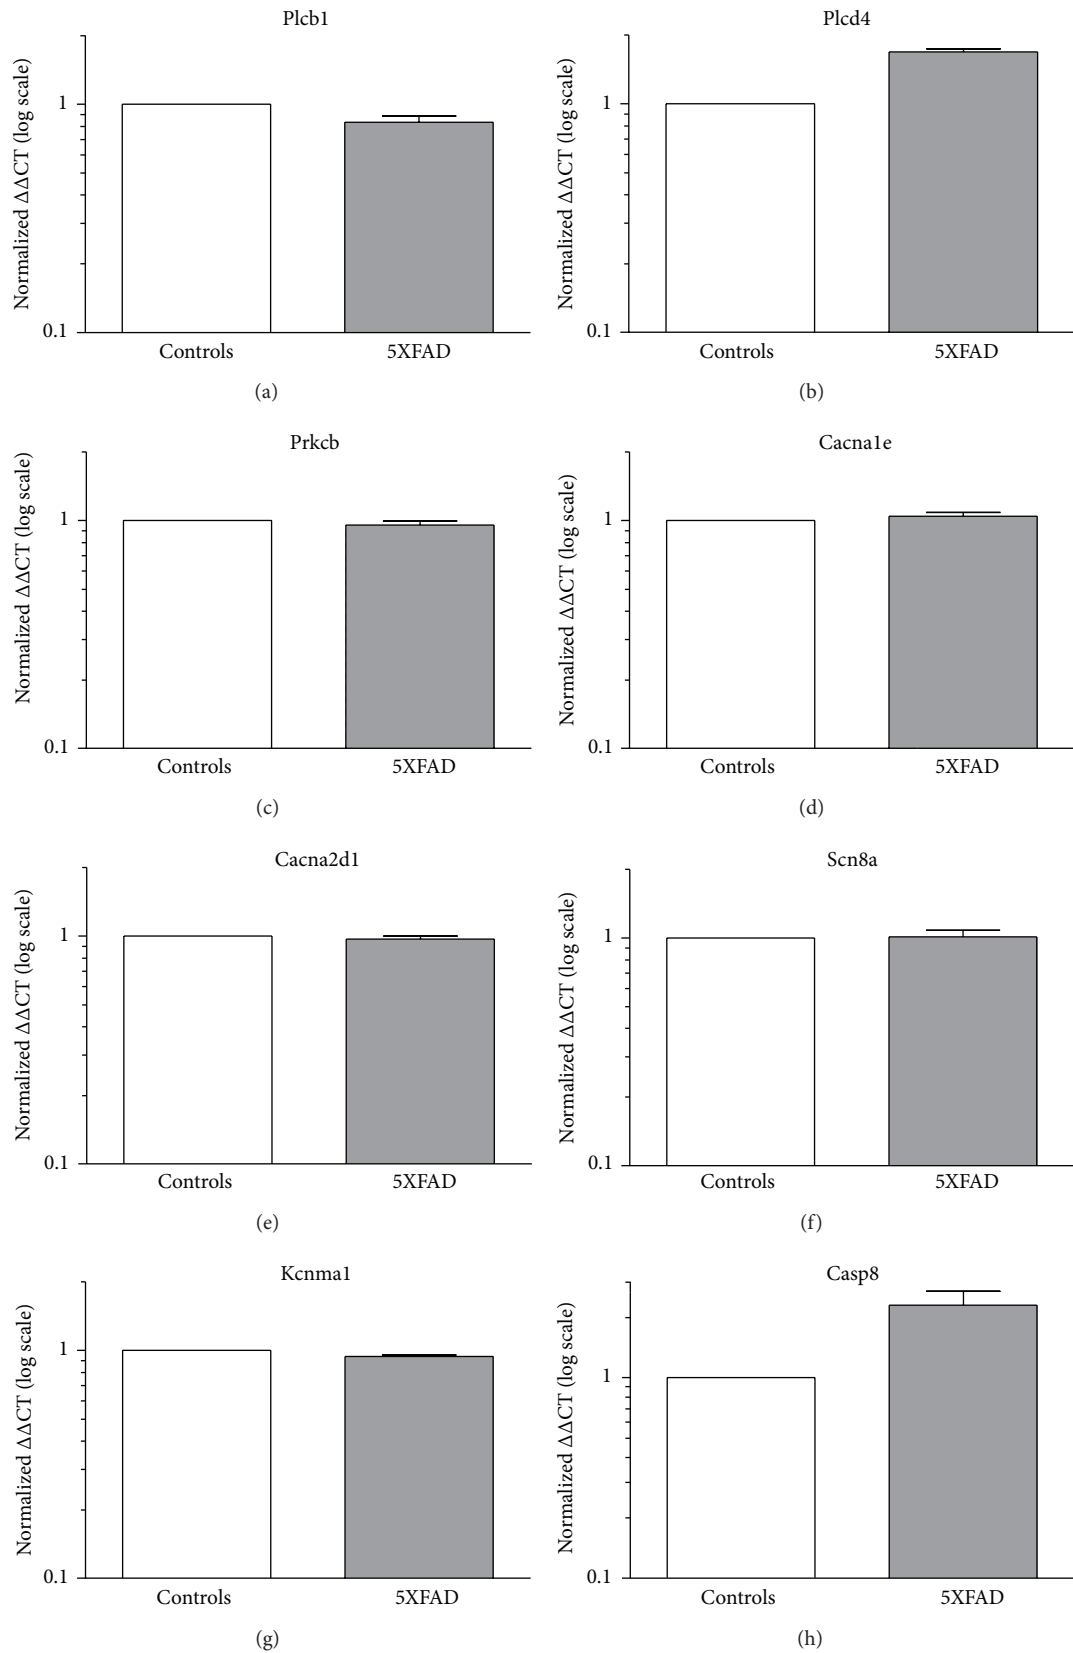 Plcb1
Normalized ΔΔCT (log scale)
1
0.1
Controls 5XFAD
(a)
Plcd4
Normalized ΔΔCT (log scale)
1
0.1
Controls 5XFAD
(b)
Prkcb
Normalized ΔΔCT (log scale)
1
0.1
Controls 5XFAD
(c)
Cacna1e
Normalized ΔΔCT (log scale)
1
0.1
Controls 5XFAD
(d)
Cacna2d1
Normalized ΔΔCT (log scale)
1
0.1
Controls 5XFAD
(e)
Scn8a
Normalized ΔΔCT (log scale)
1
0.1
Controls 5XFAD
(f)
Kcnma1
Normalized ΔΔCT (log scale)
1
0.1
Controls 5XFAD
(g)
Casp8
Normalized ΔΔCT (log scale)
1
0.1
Controls 5XFAD
(h)